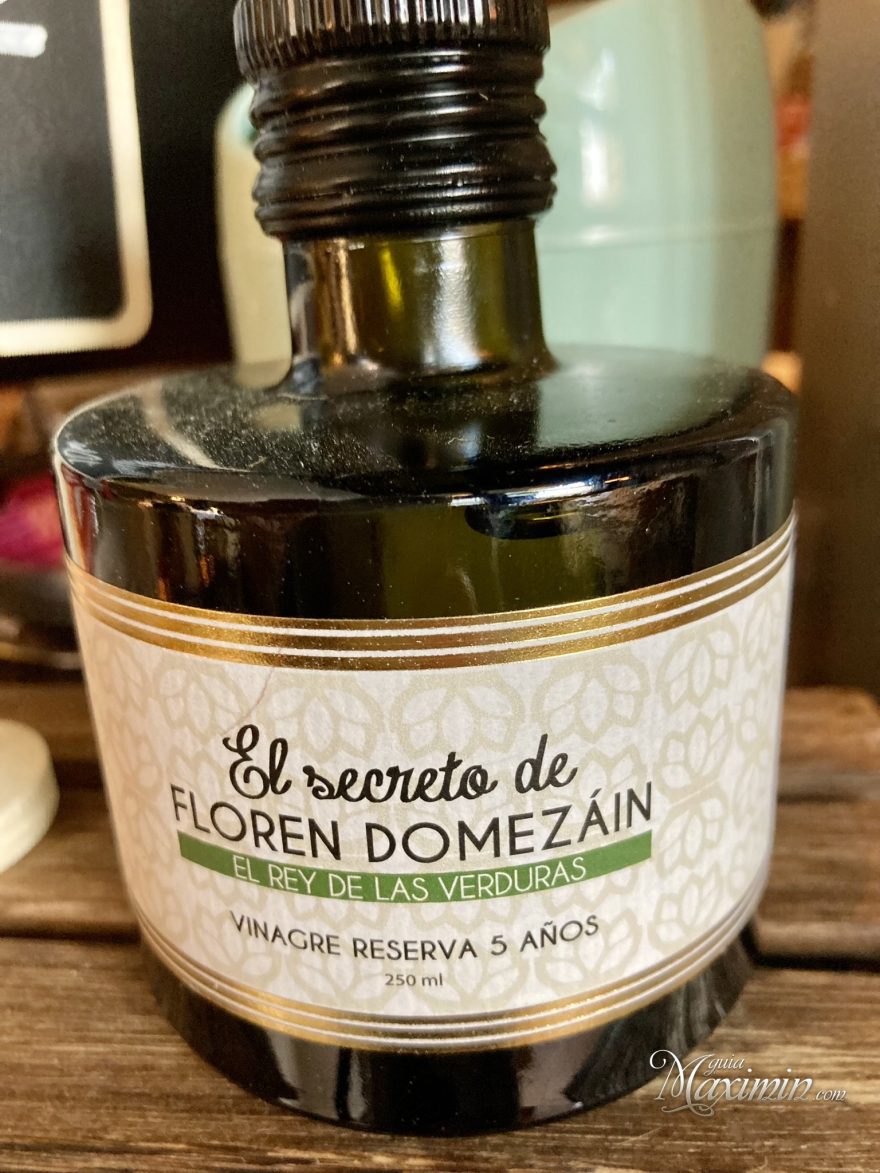 El secreto de
FLOREN DOMEZÁIN
EL REY DE LAS VERDURAS
VINAGRE RESERVA 5 AÑOS
250 ml
guia
Maximin.com